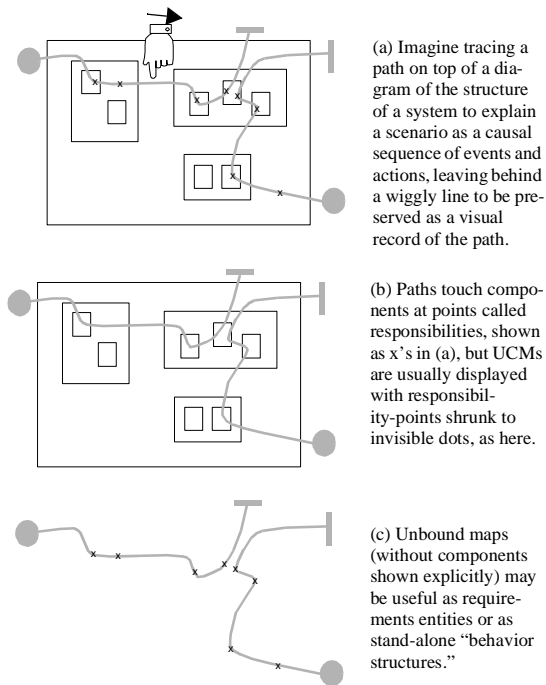 (a) Imagine tracing a
path on top of a dia-
gram of the structure
of a system to explain
a scenario as a causal
sequence of events and
actions, leaving behind
a wiggly line to be pre-
served as a visual
record of the path.
(b) Paths touch compo-
nents at points called
responsibilities, shown
as x's in (a), but UCMs
are usually displayed
with responsibil-
ity-points shrunk to
invisible dots, as here.
(c) Unbound maps
(without components
shown explicitly) may
be useful as require-
ments entities or as
stand-alone “behavior
structures.”